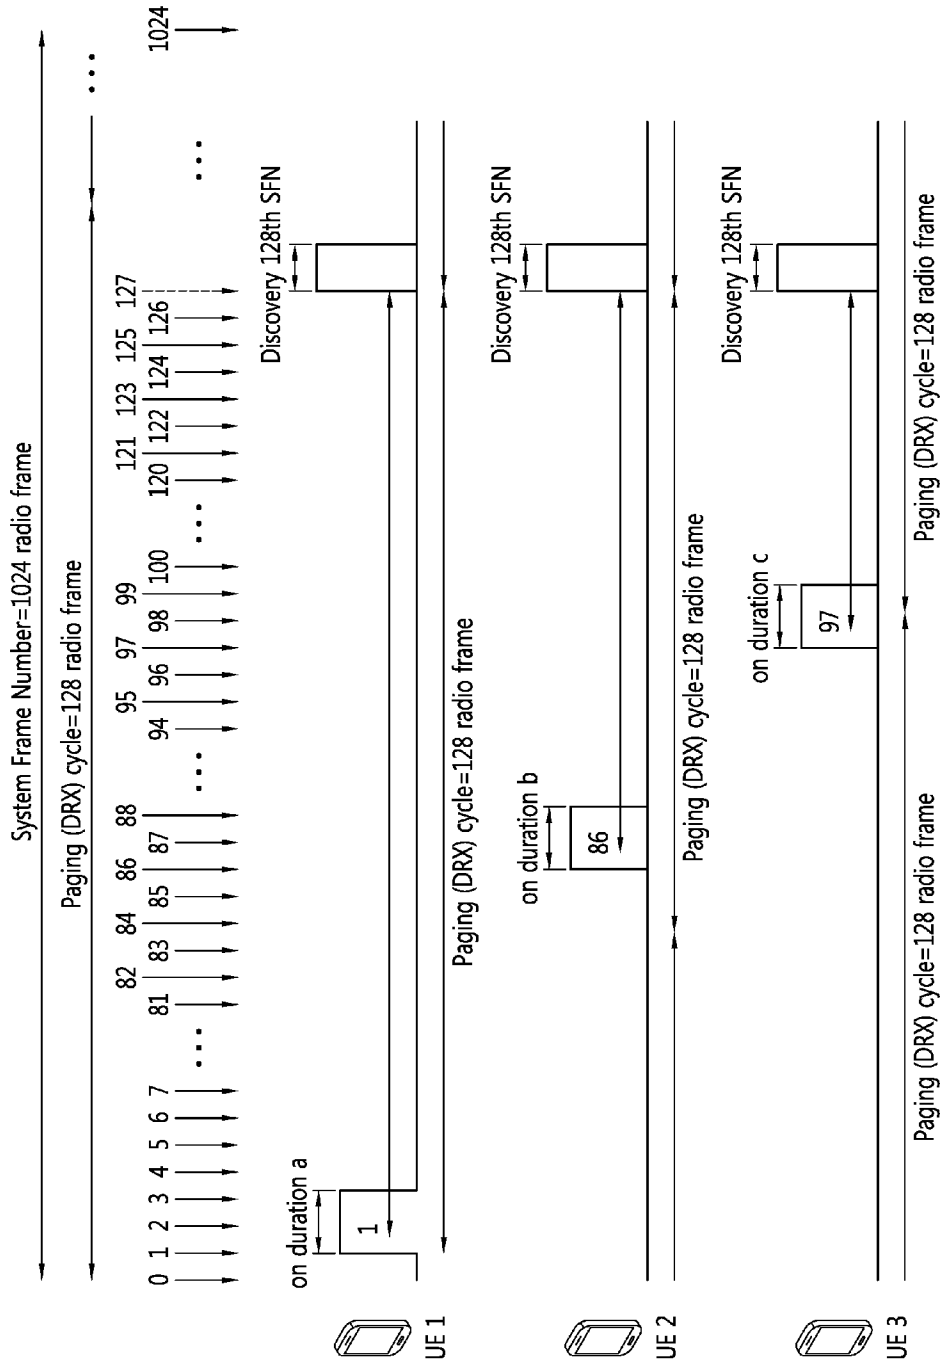 System Frame Number=1024 radio frame
Paging (DRX) cycle=128 radio frame
...
0 1 2 3 4 5 6 7 ... 81 82 83 84 85 86 87 88 ... 94 95 96 97 98 99 100 ... 120 121 122 123 124 125 126 127 ... 1024
on duration a
Discovery 128th SFN
1
UE 1
Paging (DRX) cycle=128 radio frame
on duration b
Discovery 128th SFN
86
UE 2
Paging (DRX) cycle=128 radio frame
on duration c
Discovery 128th SFN
97
UE 3
Paging (DRX) cycle=128 radio frame
Paging (DRX) cycle=128 radio frame